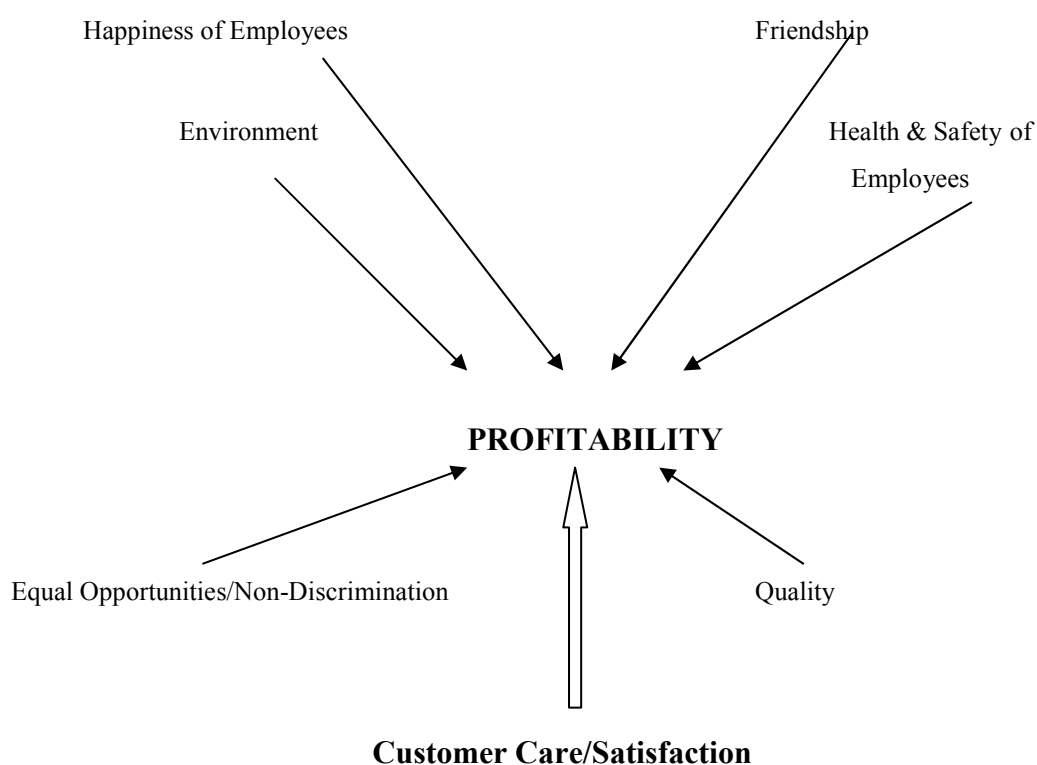 Happiness of Employees
Friendship
Environment
Health & Safety of
Employees
PROFITABILITY
Equal Opportunities/Non-Discrimination
Quality
Customer Care/Satisfaction